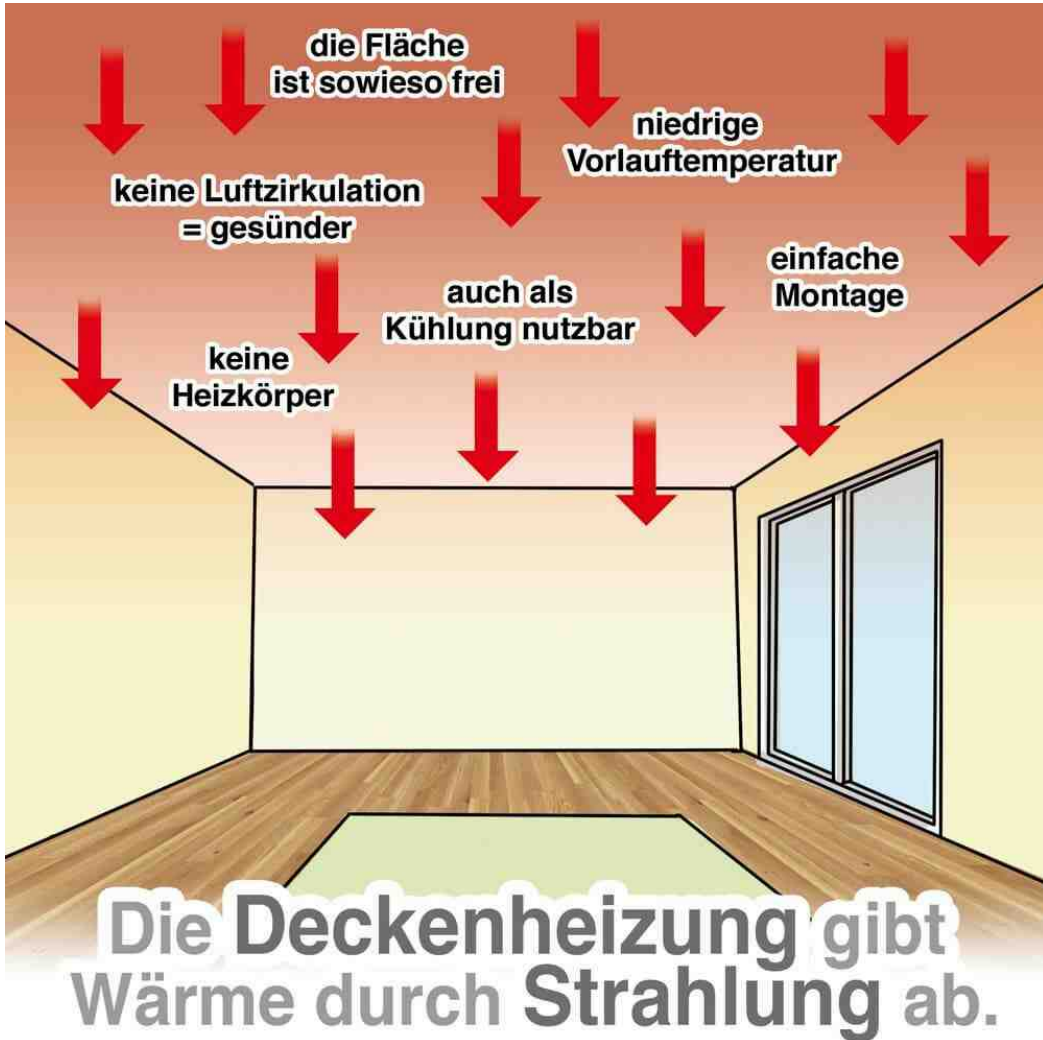 die Fläche
ist sowieso frei
niedrige
Vorlauftemperatur
keine Luftzirkulation
= gesünder
einfache
Montage
auch als
Kühlung nutzbar
keine
Heizkörper
Die Deckenheizung gibt
Wärme durch Strahlung ab.